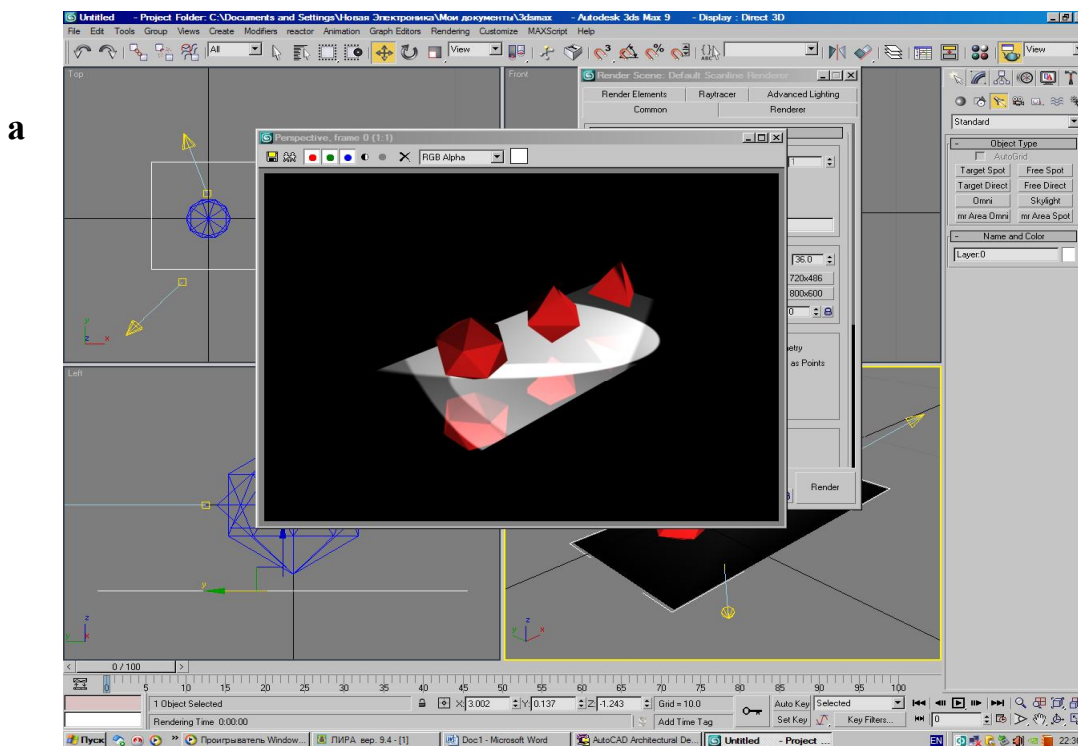 a
Untitled - Project Folder: C:\Documents and Settings\Новая Электроника\Мои документы\3dsmax - Autodesk 3ds Max 9 - Display : Direct 3D
File Edit Tools Group Views Create Modifiers reactor Animation Graph Editors Rendering Customize MAXScript Help
All View View
Top
Front
Render Scene: Default Scanline Renderer
Render Elements Raytracer Advanced Lighting
Common Renderer
Perspective, frame 0 (1:1)
RGB Alpha
1
36.0
720x486
800x600
0
etry
as Points
Render
Standard
- Object Type
AutoGrid
Target Spot Free Spot
Target Direct Free Direct
Omni Skylight
mr Area Omni mr Area Spot
- Name and Color
Layer:0
y
z x
Left
y
z
y x
z
y x
< 0 / 100 >
0 5 10 15 20 25 30 35 40 45 50 55 60 65 70 75 80 85 90 95 100
1 Object Selected X: 3.002 Y: 0.137 Z: -1.243 Grid = 10.0 Auto Key Selected
Rendering Time 0:00:00 Add Time Tag Set Key Key Filters... 0
Пуск » Проигрыватель Window... ЛИРА вер. 9.4 - [1] Doc1 - Microsoft Word AutoCAD Architectural De... Untitled - Project ... EN